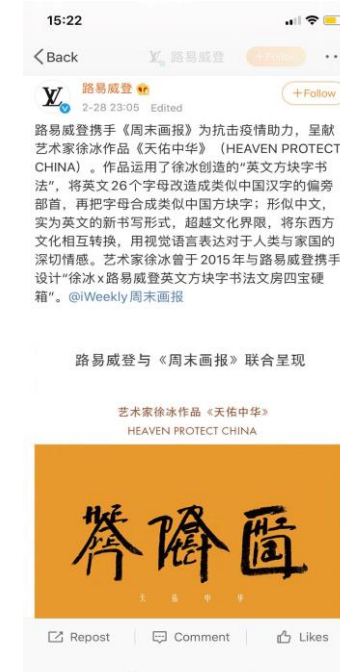 15:22
Back
路易威登
+Follow
路易威登
2-28 23:05 Edited
+Follow
路易威登携手《周末画报》为抗击疫情助力，呈献
艺术家徐冰作品《天佑中华》（HEAVEN PROTECT
CHINA）。作品运用了徐冰创造的“英文方块字书
法”，将英文26个字母改造成类似中国汉字的偏旁
部首，再把字母合成类似中国方块字；形似中文，
实为英文的新书写形式，超越文化界限，将东西方
文化相互转换，用视觉语言表达对于人类与家国的
深切情感。艺术家徐冰曾于2015年与路易威登携手
设计“徐冰x路易威登英文方块字书法文房四宝硬
箱”。@iWeekly周末画报
路易威登与《周末画报》联合呈现
艺术家徐冰作品《天佑中华》
HEAVEN PROTECT CHINA
天佑中华
Repost
Comment
Likes